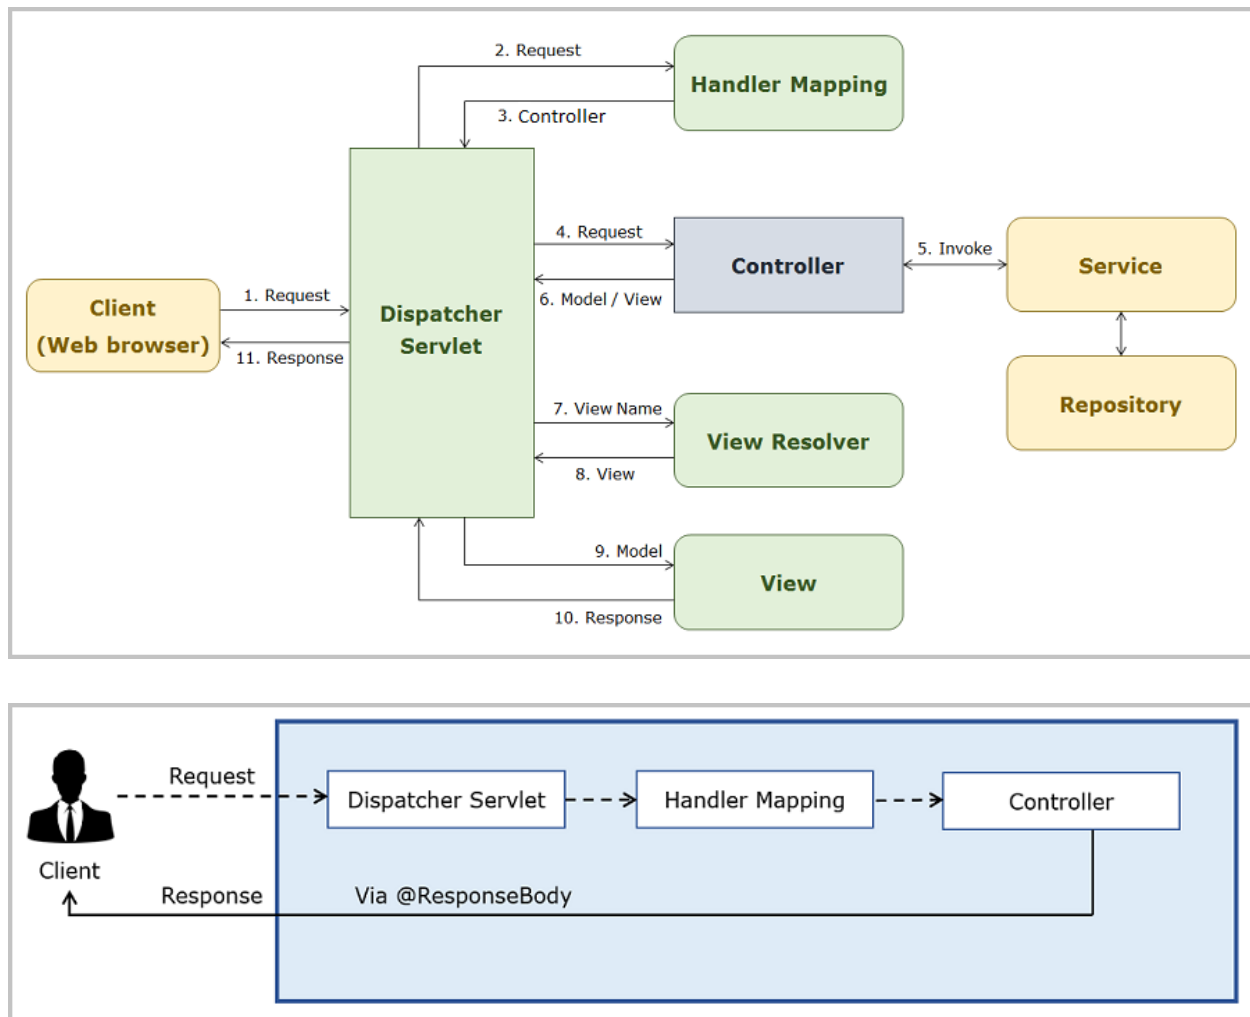 2. Request
Handler Mapping
3. Controller
4. Request
Controller
5. Invoke
Service
6. Model / View
Client
(Web browser)
1. Request
11. Response
Dispatcher
Servlet
Repository
7. View Name
View Resolver
8. View
9. Model
View
10. Response
Request
Dispatcher Servlet
Handler Mapping
Controller
Client
Response
Via @ResponseBody